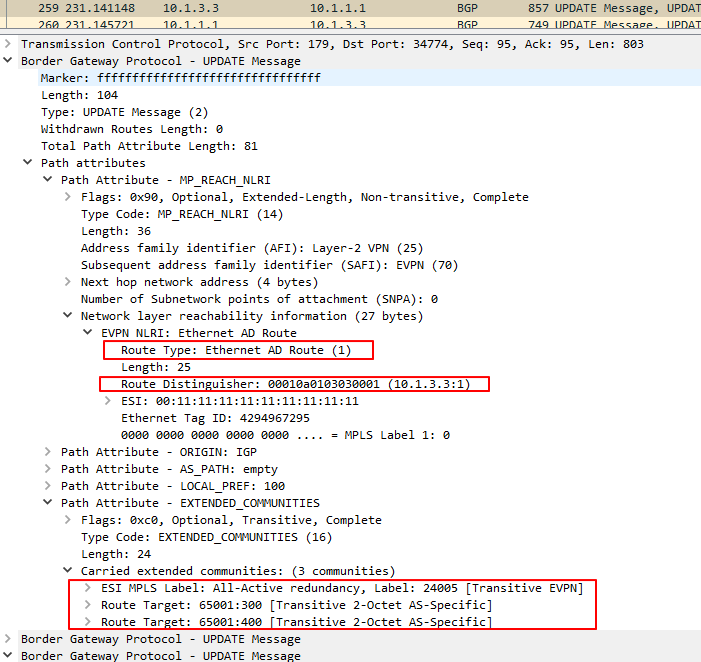 259 231.141148 10.1.3.3 10.1.1.1 BGP 857 UPDATE Message, UPDAT
260 231.145721 10.1.1.1 10.1.3.3 BGP 749 UPDATE Message, UPDAT
Transmission Control Protocol, Src Port: 179, Dst Port: 34774, Seq: 95, Ack: 95, Len: 803
Border Gateway Protocol - UPDATE Message
Marker: ffffffffffffffffffffffffffffffff
Length: 104
Type: UPDATE Message (2)
Withdrawn Routes Length: 0
Total Path Attribute Length: 81
Path attributes
Path Attribute - MP_REACH_NLRI
Flags: 0x90, Optional, Extended-Length, Non-transitive, Complete
Type Code: MP_REACH_NLRI (14)
Length: 36
Address family identifier (AFI): Layer-2 VPN (25)
Subsequent address family identifier (SAFI): EVPN (70)
Next hop network address (4 bytes)
Number of Subnetwork points of attachment (SNPA): 0
Network layer reachability information (27 bytes)
EVPN NLRI: Ethernet AD Route
Route Type: Ethernet AD Route (1)
Length: 25
Route Distinguisher: 00010a0103030001 (10.1.3.3:1)
ESI: 00:11:11:11:11:11:11:11:11:11
Ethernet Tag ID: 4294967295
0000 0000 0000 0000 0000 .... = MPLS Label 1: 0
Path Attribute - ORIGIN: IGP
Path Attribute - AS_PATH: empty
Path Attribute - LOCAL_PREF: 100
Path Attribute - EXTENDED_COMMUNITIES
Flags: 0xc0, Optional, Transitive, Complete
Type Code: EXTENDED_COMMUNITIES (16)
Length: 24
Carried extended communities: (3 communities)
ESI MPLS Label: All-Active redundancy, Label: 24005 [Transitive EVPN]
Route Target: 65001:300 [Transitive 2-Octet AS-Specific]
Route Target: 65001:400 [Transitive 2-Octet AS-Specific]
Border Gateway Protocol - UPDATE Message
Border Gateway Protocol - UPDATE Message